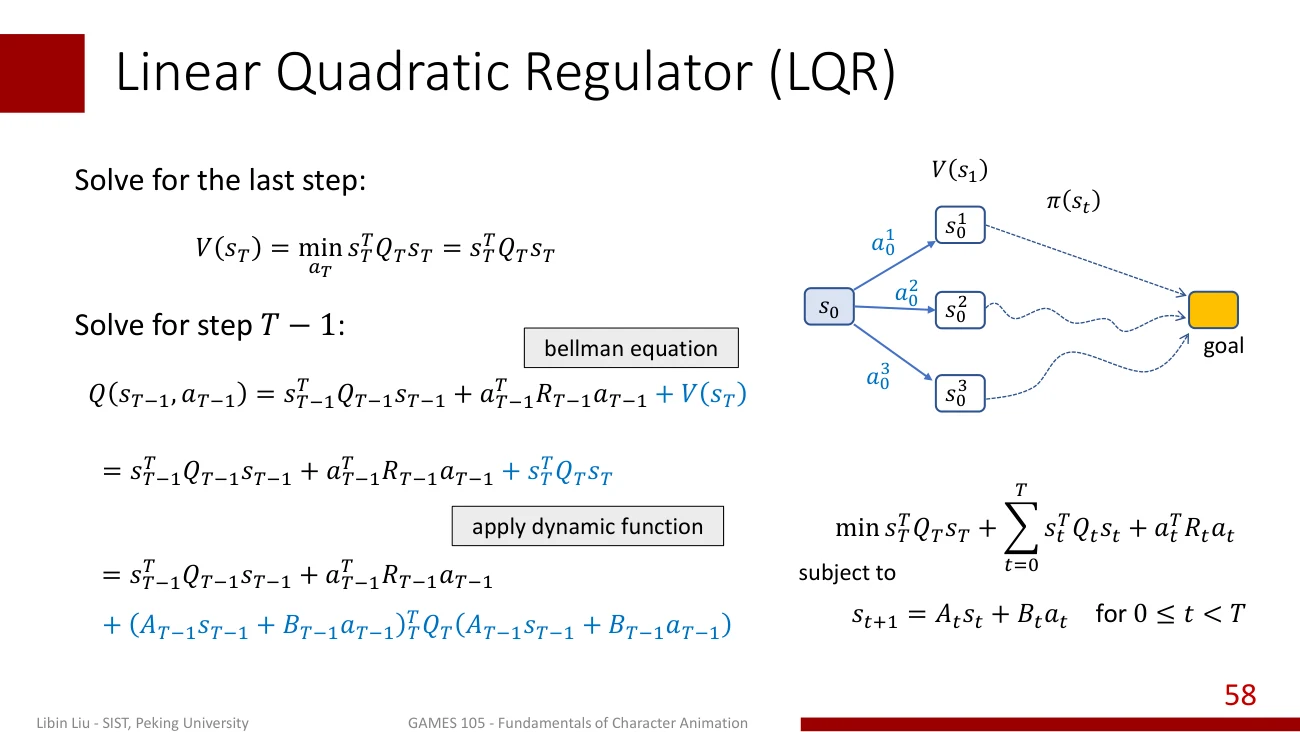 Linear Quadratic Regulator (LQR)
Solve for the last step:
$V(s_T) = \min_{a_T} s_T^T Q_T s_T = s_T^T Q_T s_T$
Solve for step $T - 1$:
bellman equation
$Q(s_{T-1}, a_{T-1}) = s_{T-1}^T Q_{T-1} s_{T-1} + a_{T-1}^T R_{T-1} a_{T-1} + V(s_T)$
$= s_{T-1}^T Q_{T-1} s_{T-1} + a_{T-1}^T R_{T-1} a_{T-1} + s_T^T Q_T s_T$
apply dynamic function
$= s_{T-1}^T Q_{T-1} s_{T-1} + a_{T-1}^T R_{T-1} a_{T-1}$
$+ (A_{T-1} s_{T-1} + B_{T-1} a_{T-1})_T^T Q_T (A_{T-1} s_{T-1} + B_{T-1} a_{T-1})$
$V(s_1)$
$\pi(s_t)$
$s_0^1$
$a_0^1$
$s_0$
$a_0^2$
$s_0^2$
goal
$a_0^3$
$s_0^3$
$\min s_T^T Q_T s_T + \sum_{t=0}^{T} s_t^T Q_t s_t + a_t^T R_t a_t$
subject to
$s_{t+1} = A_t s_t + B_t a_t$ for $0 \leq t < T$
58
Libin Liu - SIST, Peking University
GAMES 105 - Fundamentals of Character Animation